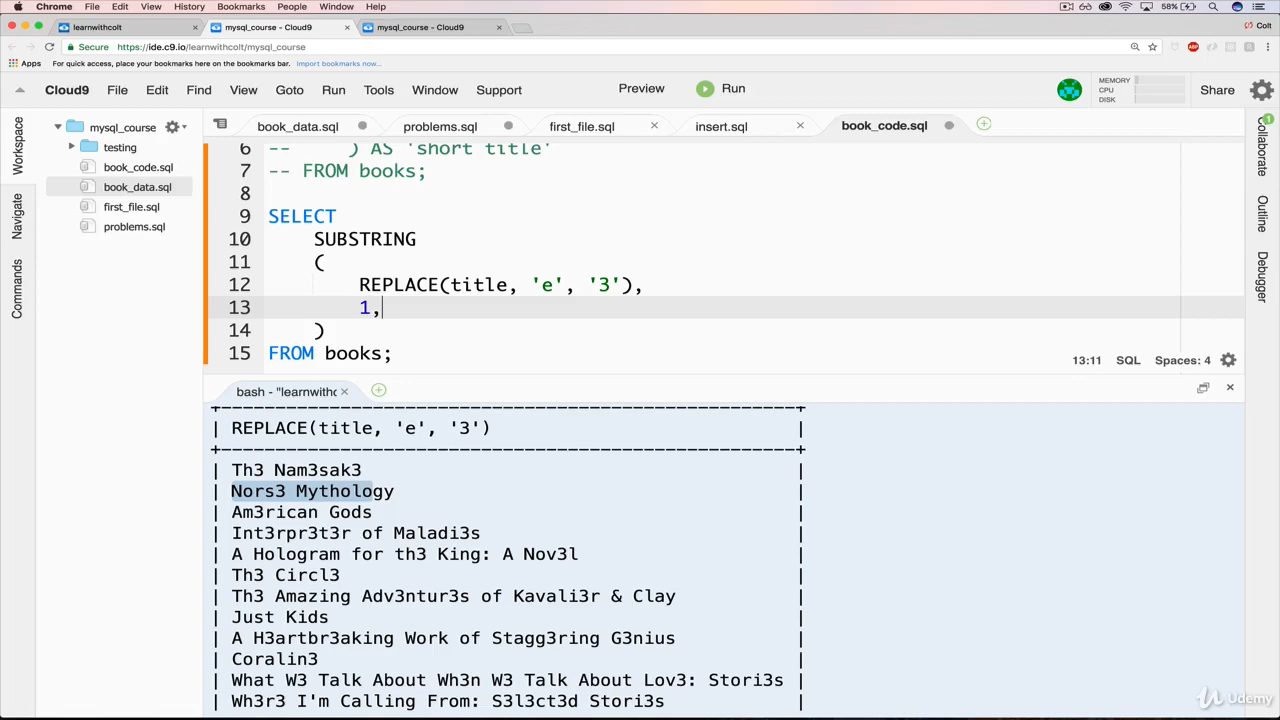 Chrome File Edit View History Bookmarks People Window Help 58% Colt
learnwithcolt mysql_course - Cloud9 mysql_course - Cloud9
Secure https://ide.c9.io/learnwithcolt/mysql_course
Colt
Apps For quick access, place your bookmarks here on the bookmarks bar. Import bookmarks now...
Cloud9 File Edit Find View Goto Run Tools Window Support Preview Run MEMORY CPU DISK Share
Workspace
Navigate
Commands
mysql_course
testing
book_code.sql
book_data.sql
first_file.sql
problems.sql
book_data.sql problems.sql first_file.sql insert.sql book_code.sql
6 -- ) AS 'short title'
7 -- FROM books;
8
9 SELECT
10 SUBSTRING
11 (
12 REPLACE(title, 'e', '3'),
13 1,
14 )
15 FROM books;
13:11 SQL Spaces: 4
Collaborate
1
Outline
Debugger
bash - "learnwithc
+------------------------------------------------------+
| REPLACE(title, 'e', '3') |
+------------------------------------------------------+
| Th3 Nam3sak3 |
| Nors3 Mythology |
| Am3rican Gods |
| Int3rpr3t3r of Maladi3s |
| A Hologram for th3 King: A Nov3l |
| Th3 Circl3 |
| Th3 Amazing Adv3ntur3s of Kavali3r & Clay |
| Just Kids |
| A H3artbr3aking Work of Stagg3ring G3nius |
| Coralin3 |
| What W3 Talk About Wh3n W3 Talk About Lov3: Stori3s |
| Wh3r3 I'm Calling From: S3l3ct3d Stori3s |
Udemy